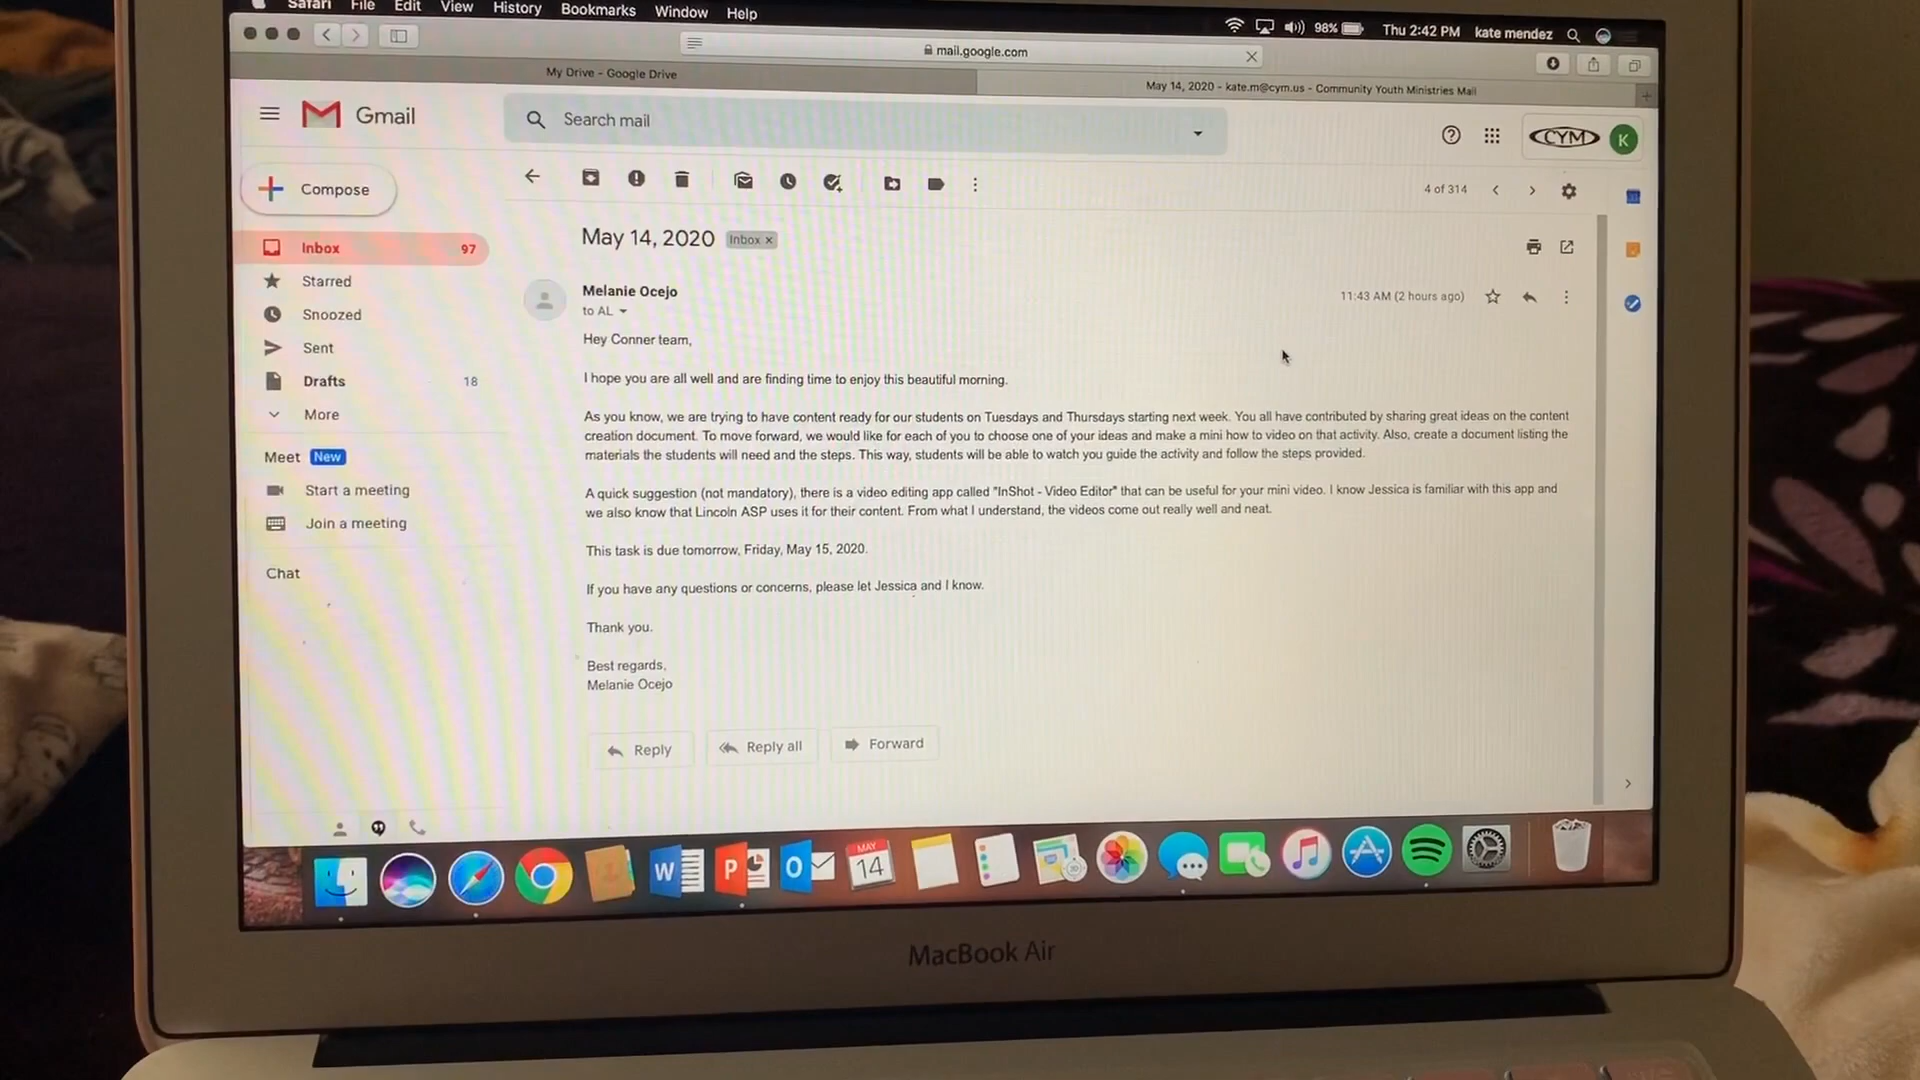 Safari File Edit View History Bookmarks Window Help
98% Thu 2:42 PM kate mendez
mail.google.com
My Drive - Google Drive
May 14, 2020 - kate.m@cym.us - Community Youth Ministries Mail
Gmail
Search mail
CYM
K
Compose
4 of 314
Inbox 97
Starred
Snoozed
Sent
Drafts 18
More
Meet New
Start a meeting
Join a meeting
Chat
May 14, 2020 Inbox x
Melanie Ocejo
11:43 AM (2 hours ago)
to AL
Hey Conner team,
I hope you are all well and are finding time to enjoy this beautiful morning.
As you know, we are trying to have content ready for our students on Tuesdays and Thursdays starting next week. You all have contributed by sharing great ideas on the content
creation document. To move forward, we would like for each of you to choose one of your ideas and make a mini how to video on that activity. Also, create a document listing the
materials the students will need and the steps. This way, students will be able to watch you guide the activity and follow the steps provided.
A quick suggestion (not mandatory), there is a video editing app called "InShot - Video Editor" that can be useful for your mini video. I know Jessica is familiar with this app and
we also know that Lincoln ASP uses it for their content. From what I understand, the videos come out really well and neat.
This task is due tomorrow, Friday, May 15, 2020.
If you have any questions or concerns, please let Jessica and I know.
Thank you.
Best regards,
Melanie Ocejo
Reply Reply all Forward
W P O MAY 14
MacBook Air